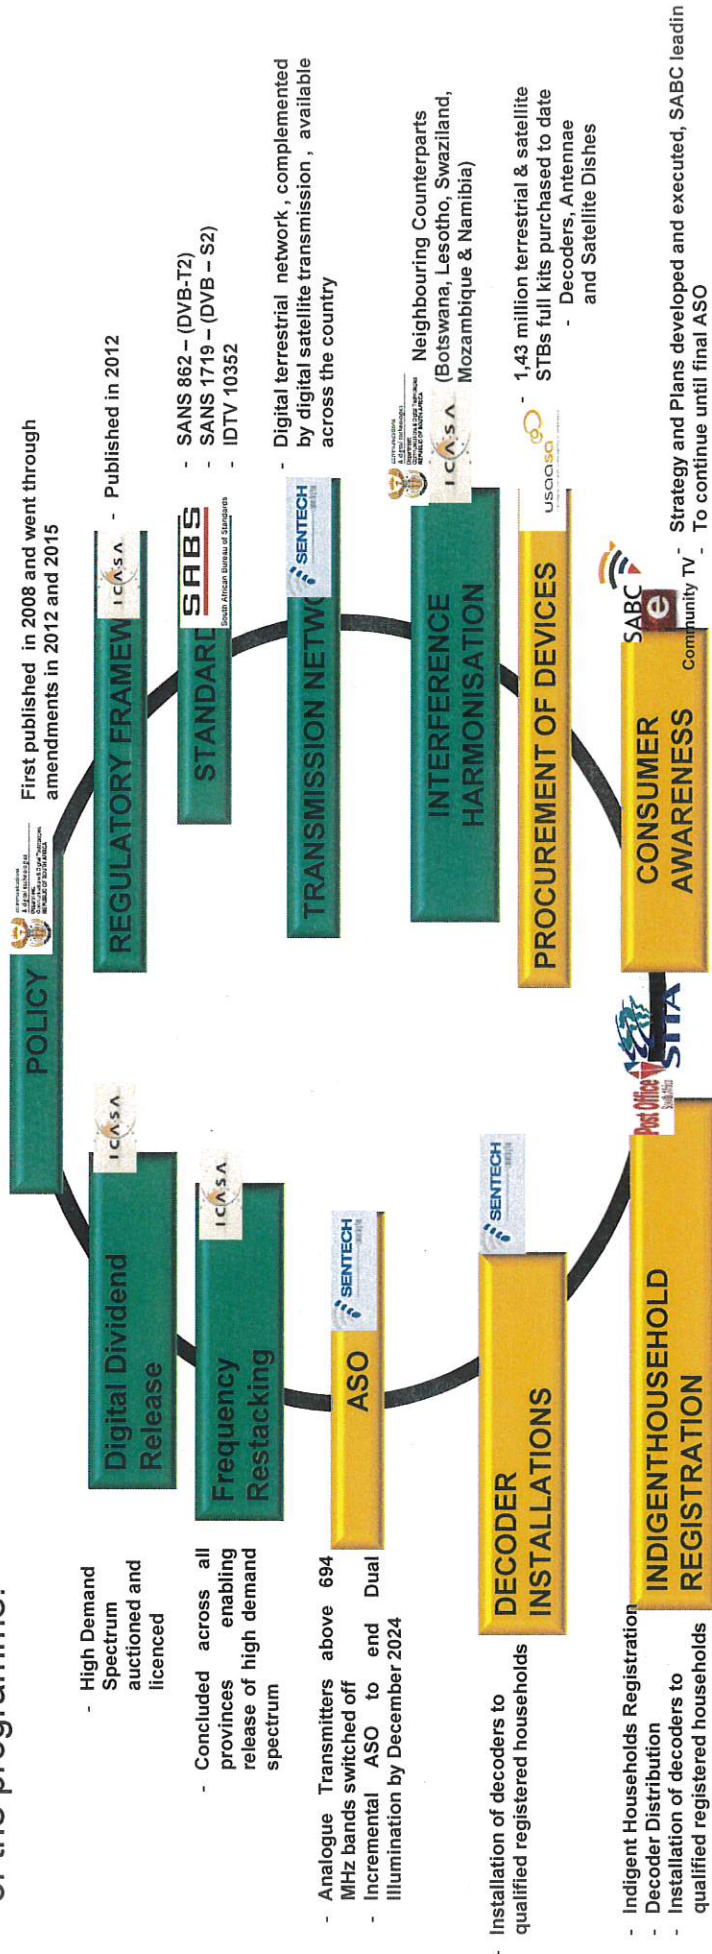 of the programme:
POLICY
First published in 2008 and went through
amendments in 2012 and 2015
REGULATORY FRAMEW
ICASA
- Published in 2012
STANDARD
SABS
South African Bureau of Standards
- SANS 862 – (DVB-T2)
- SANS 1719 – (DVB – S2)
- IDTV 10352
TRANSMISSION NETWO
SENTECH
- Digital terrestrial network , complemented
by digital satellite transmission , available
across the country
INTERFERENCE
HARMONISATION
ICASA
Neighbouring Counterparts
(Botswana, Lesotho, Swaziland,
Mozambique & Namibia)
PROCUREMENT OF DEVICES
usaasa
- 1,43 million terrestrial & satellite
STBs full kits purchased to date
- Decoders, Antennae
and Satellite Dishes
CONSUMER
AWARENESS
SABC
e
Community TV
- Strategy and Plans developed and executed, SABC leadin
- To continue until final ASO
INDIGENTHOUSEHOLD
REGISTRATION
Post Office
South Africa
SITA
- Indigent Households Registration
- Decoder Distribution
- Installation of decoders to
qualified registered households
DECODER
INSTALLATIONS
SENTECH
- Installation of decoders to
qualified registered households
ASO
SENTECH
- Analogue Transmitters above 694
MHz bands switched off
- Incremental ASO to end Dual
Illumination by December 2024
Frequency
Restacking
ICASA
- Concluded across all
provinces enabling
release of high demand
spectrum
Digital Dividend
Release
ICASA
- High Demand
Spectrum
auctioned and
licenced